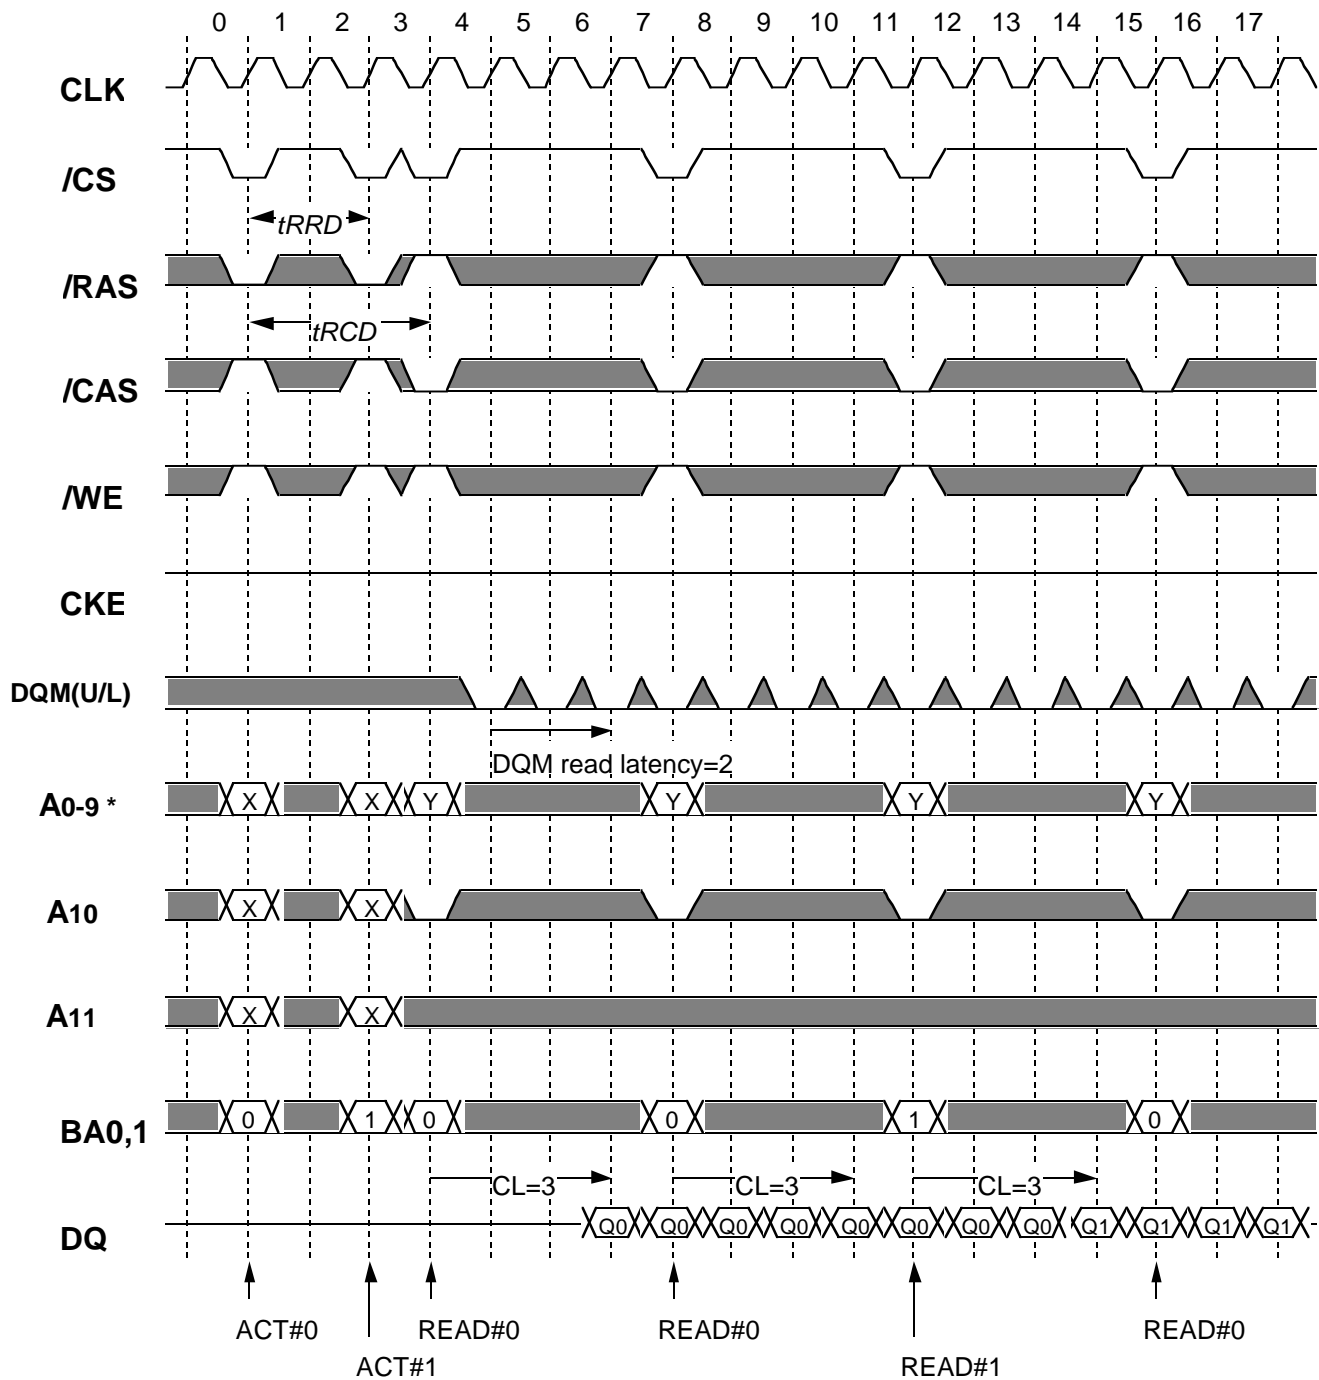 0 1 2 3 4 5 6 7 8 9 10 11 12 13 14 15 16 17
CLK
/CS
tRRD
/RAS
tRCD
/CAS
/WE
CKE
DQM(U/L)
DQM read latency=2
A0-9 * X X Y Y Y Y
A10 X X
A11 X X
BA0,1 0 1 0 0 1 0
CL=3 CL=3 CL=3
DQ Q0 Q0 Q0 Q0 Q0 Q0 Q0 Q0 Q1 Q1 Q1 Q1
ACT#0 READ#0 READ#0 READ#0
ACT#1 READ#1